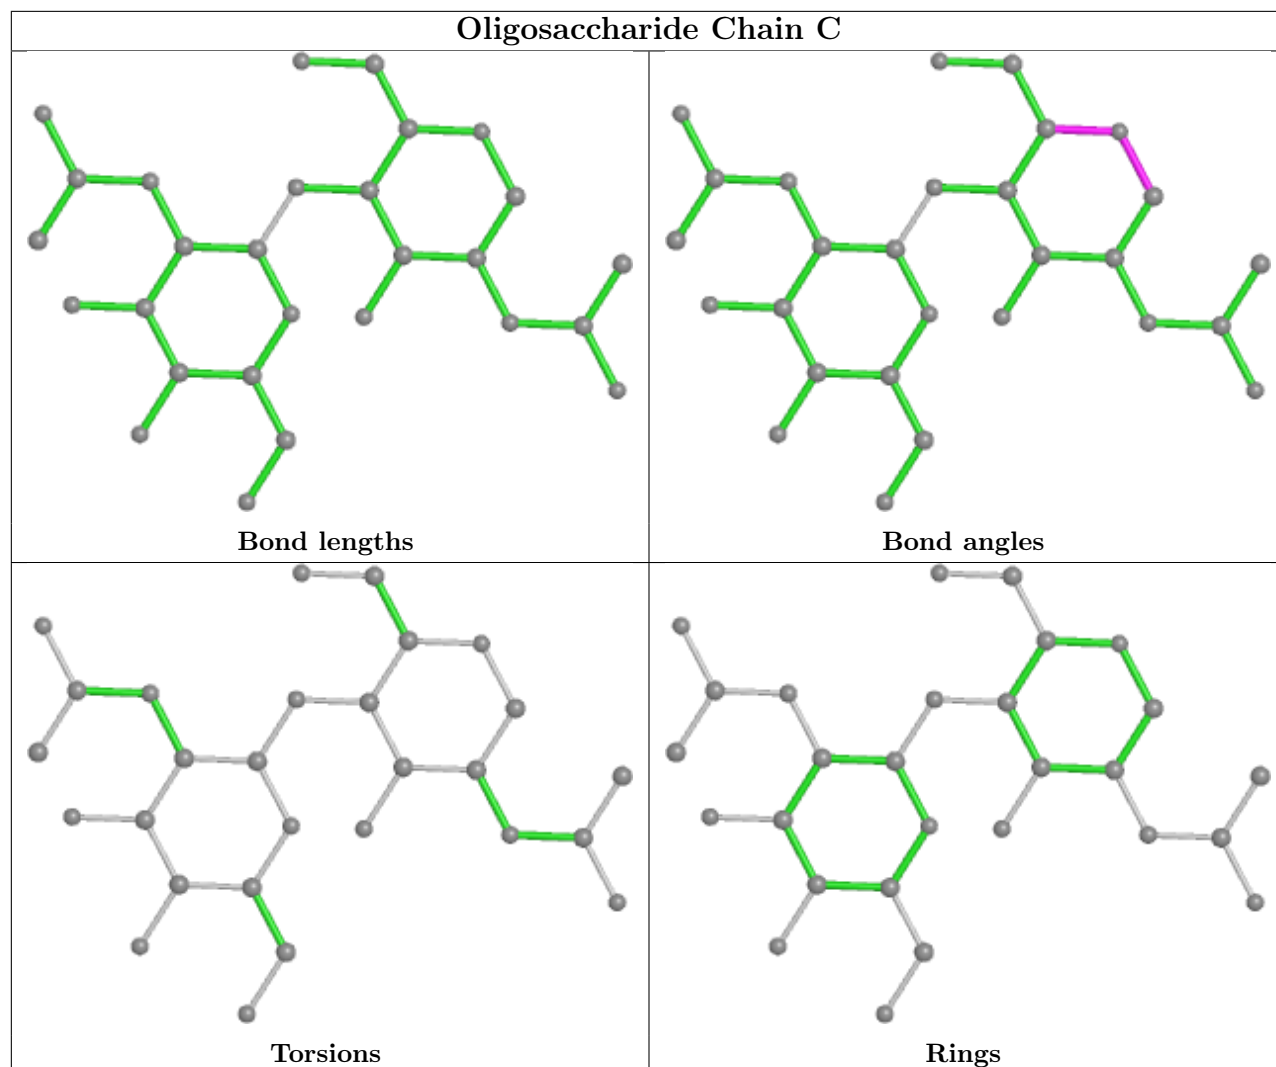 Oligosaccharide Chain C
Bond lengths
Bond angles
Torsions
Rings